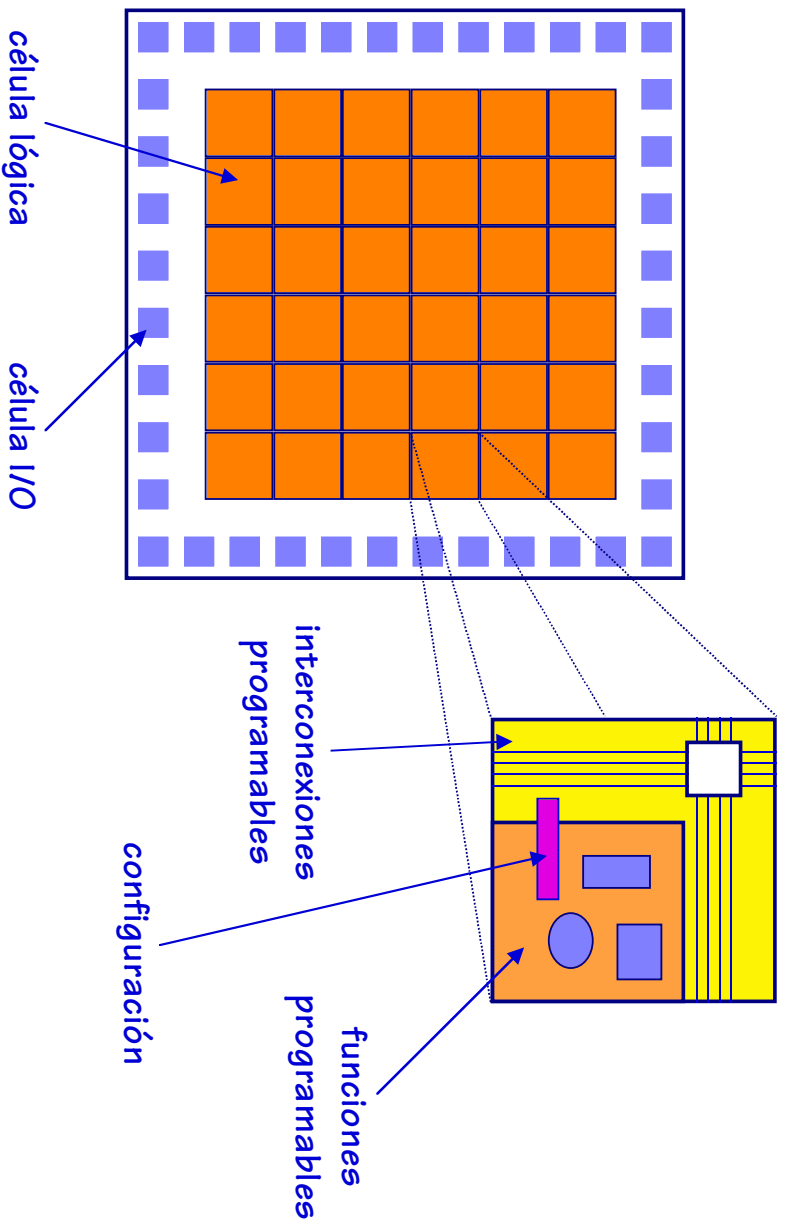 célula lógica
célula I/O
interconexiones
programables
configuración
funciones
programables